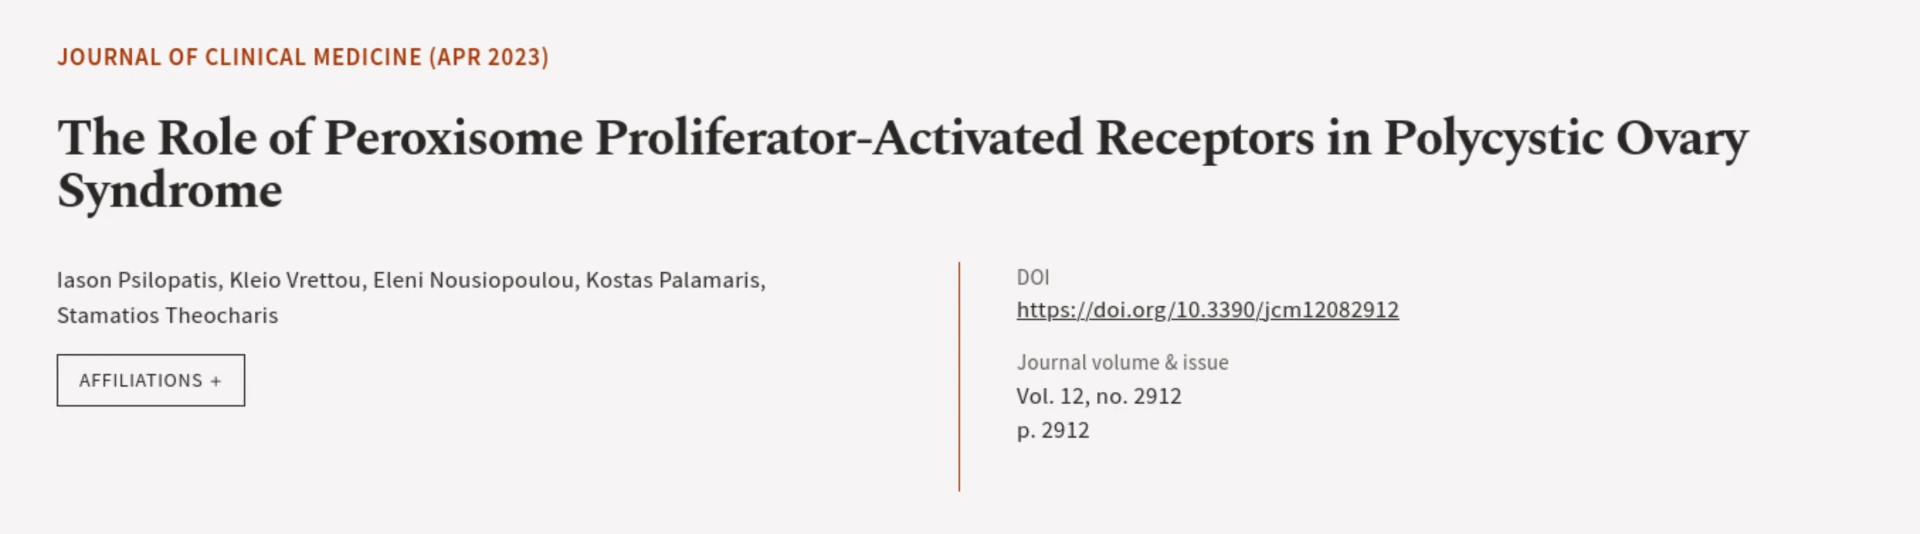 JOURNAL OF CLINICAL MEDICINE (APR 2023)
The Role of Peroxisome Proliferator-Activated Receptors in Polycystic Ovary
Syndrome
Iason Psilopatis, Kleio Vrettou, Eleni Nousiopoulou, Kostas Palamaris,
Stamatios Theocharis
AFFILIATIONS +
DOI
https://doi.org/10.3390/jcm12082912
Journal volume & issue
Vol. 12, no. 2912
p. 2912